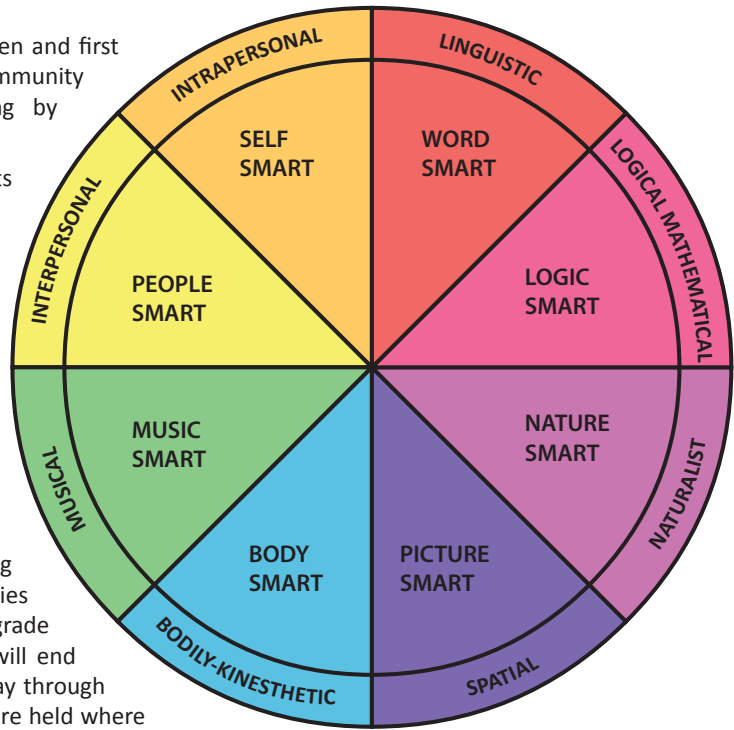 en and first
mmunity
ng by
ts
INTRAPERSONAL
LINGUISTIC
SELF
SMART
WORD
SMART
INTERPERSONAL
LOGICAL MATHEMATICAL
PEOPLE
SMART
LOGIC
SMART
MUSIC
SMART
NATURE
SMART
MUSICAL
NATURALIST
BODY
SMART
PICTURE
SMART
BODILY-KINESTHETIC
SPATIAL
g
ies
grade
will end
ay through
re held where